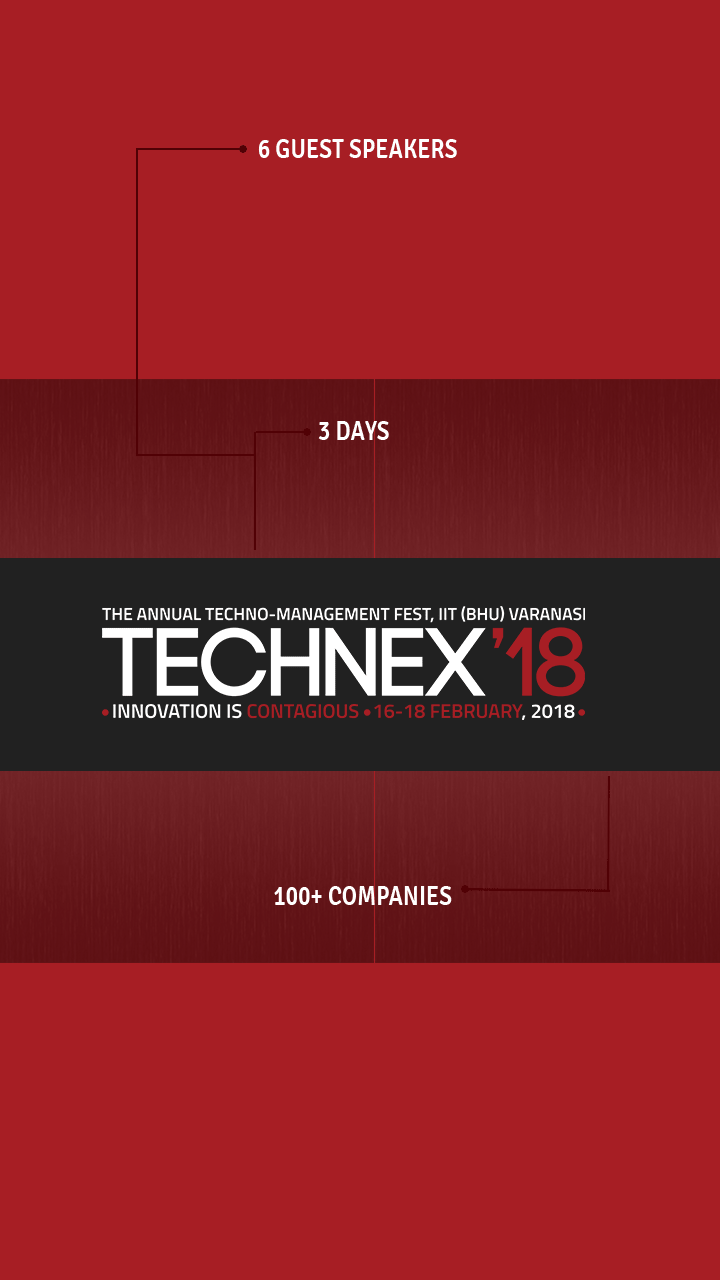 6 GUEST SPEAKERS
3 DAYS
THE ANNUAL TECHNO-MANAGEMENT FEST, IIT (BHU) VARANASI
TECHNEX '18
• INNOVATION IS CONTAGIOUS • 16-18 FEBRUARY, 2018 •
100+ COMPANIES